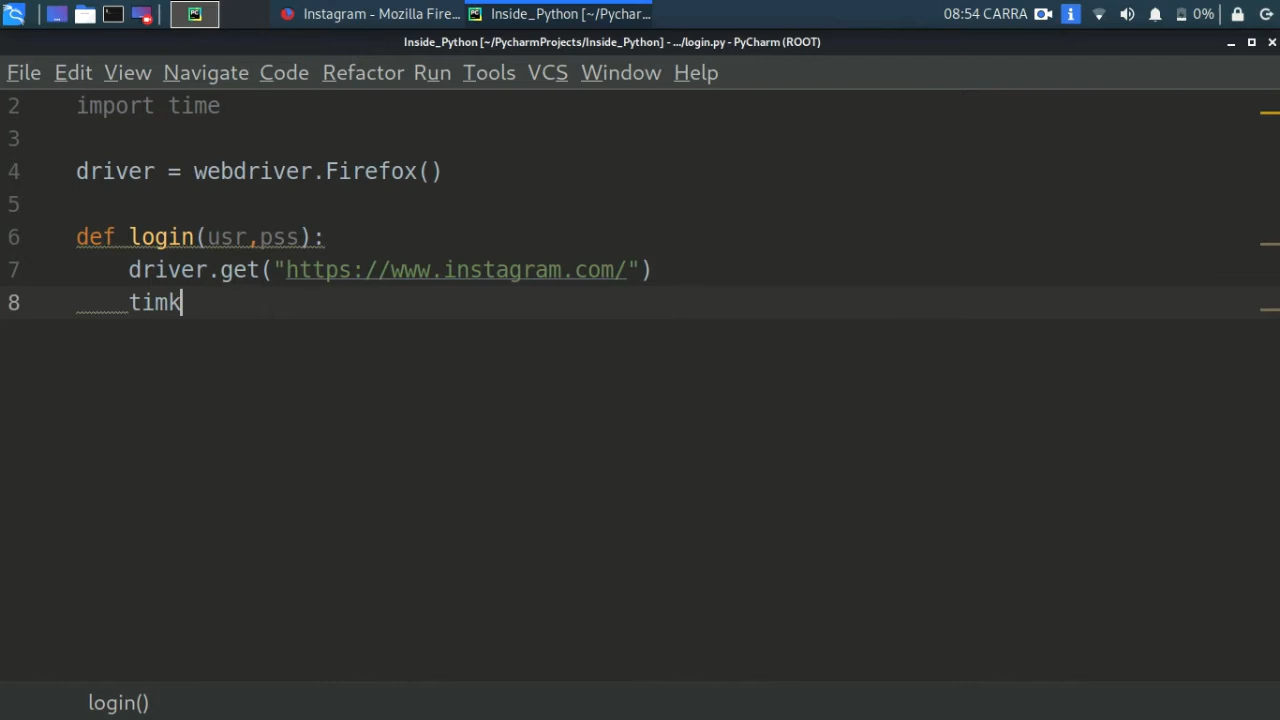 Instagram - Mozilla Fire... Inside_Python [~/Pychar... 08:54 CARRA 0%
Inside_Python [~/PycharmProjects/Inside_Python] - .../login.py - PyCharm (ROOT)
File Edit View Navigate Code Refactor Run Tools VCS Window Help
2 import time
3
4 driver = webdriver.Firefox()
5
6 def login(usr,pss):
7 driver.get("https://www.instagram.com/")
8 timk
login()